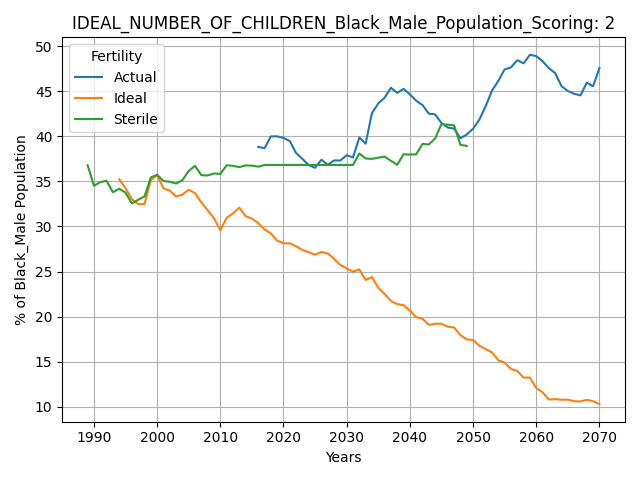 IDEAL_NUMBER_OF_CHILDREN_Black_Male_Population_Scoring: 2
Fertility
Actual
Ideal
Sterile
% of Black_Male Population
50
45
40
35
30
25
20
15
10
1990 2000 2010 2020 2030 2040 2050 2060 2070
Years